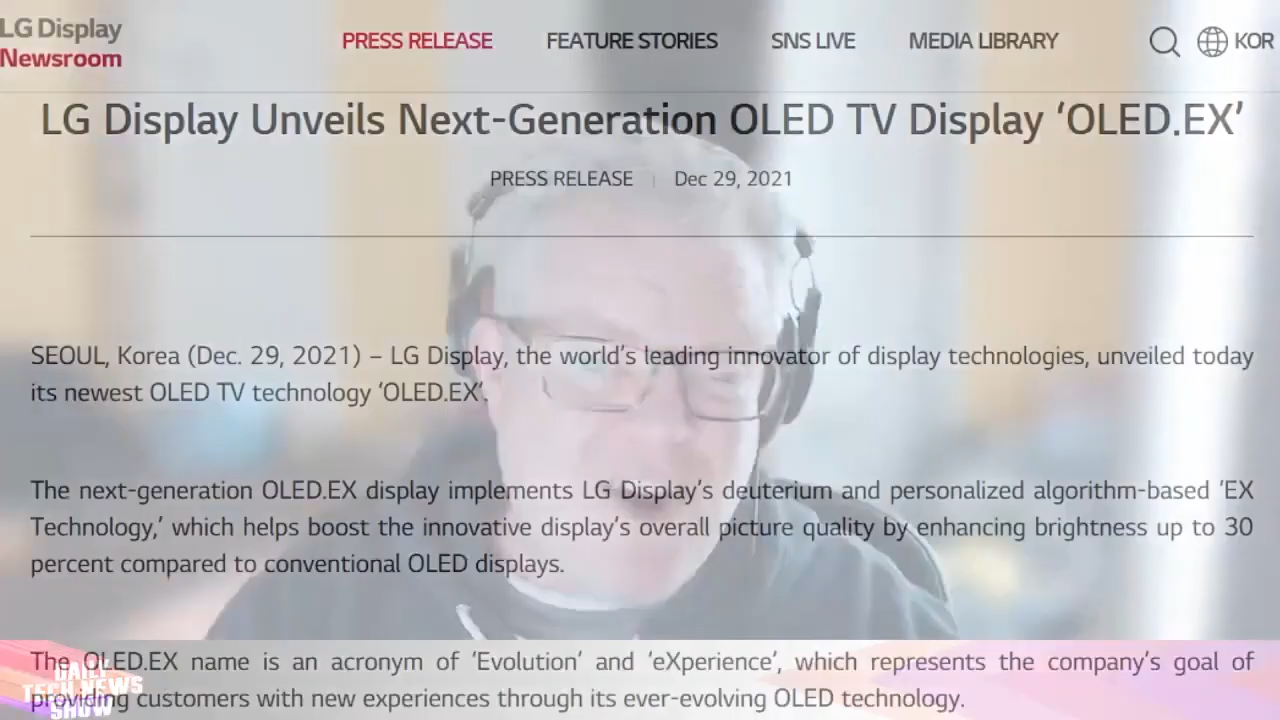 LG Display
Newsroom
PRESS RELEASE FEATURE STORIES SNS LIVE MEDIA LIBRARY KOR
LG Display Unveils Next-Generation OLED TV Display ‘OLED.EX’
PRESS RELEASE | Dec 29, 2021
SEOUL, Korea (Dec. 29, 2021) – LG Display, the world’s leading innovator of display technologies, unveiled today
its newest OLED TV technology ‘OLED.EX’.
The next-generation OLED.EX display implements LG Display’s deuterium and personalized algorithm-based ‘EX
Technology,’ which helps boost the innovative display’s overall picture quality by enhancing brightness up to 30
percent compared to conventional OLED displays.
The OLED.EX name is an acronym of ‘Evolution’ and ‘eXperience’, which represents the company’s goal of
providing customers with new experiences through its ever-evolving OLED technology.
DAILY
TECH NEWS
SHOW